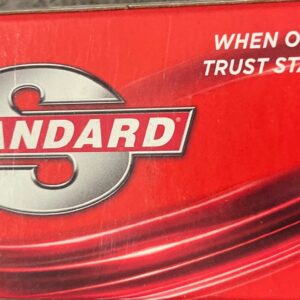 WHEN O
TRUST STA
S
ANDARD®